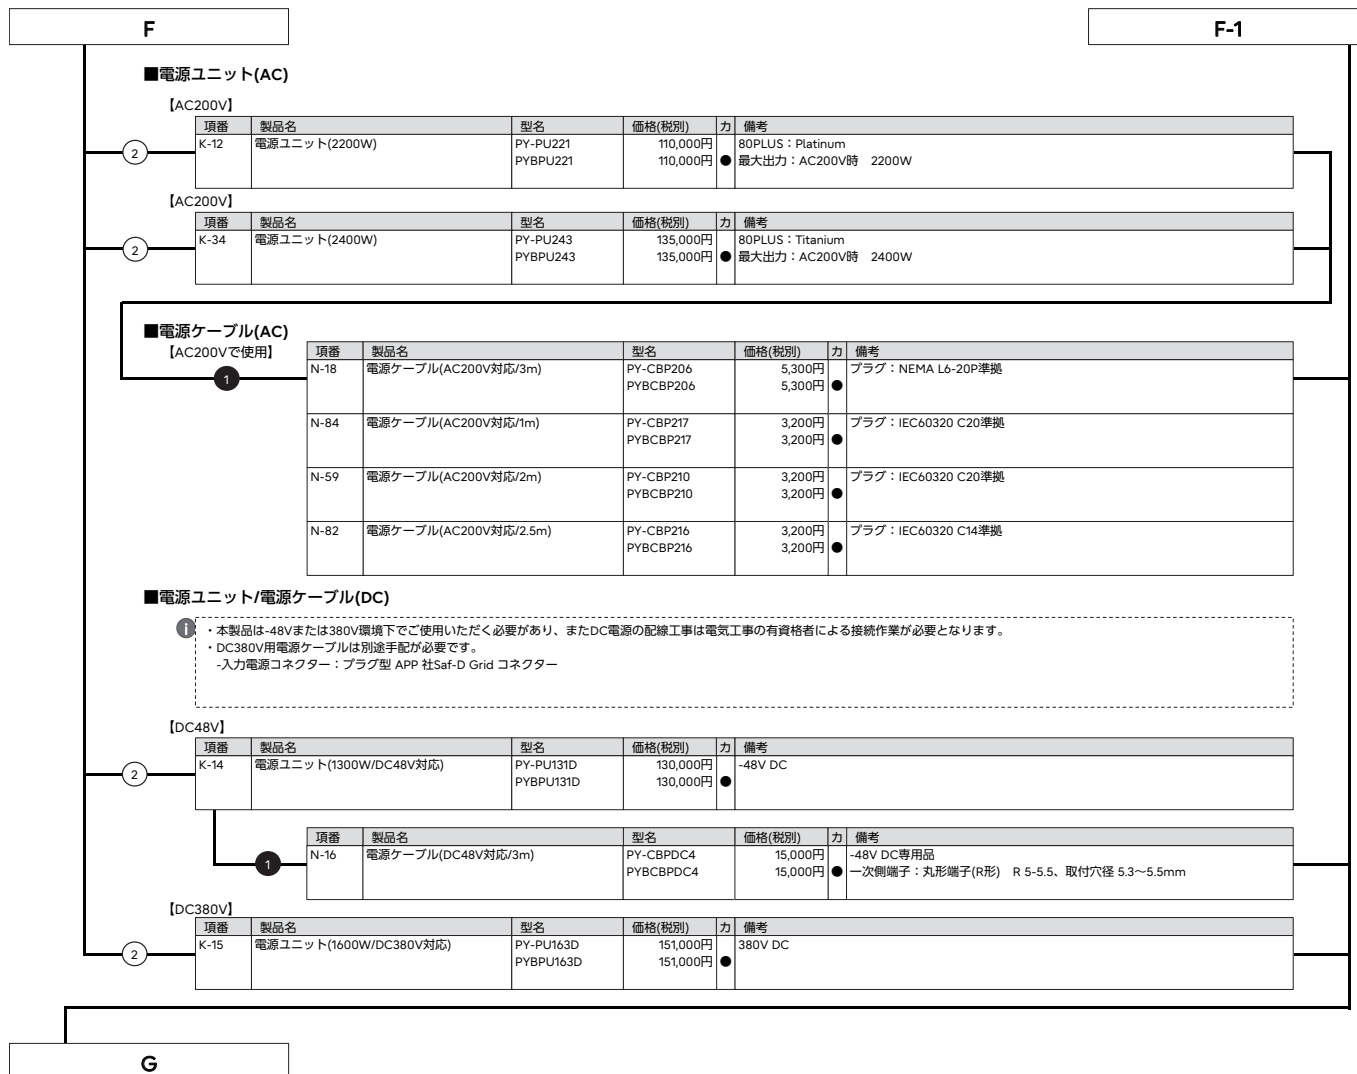 F
F-1
■電源ユニット(AC)
【AC200V】
項番 製品名 型名 価格(税別) カ 備考
2 K-12 電源ユニット(2200W) PY-PU221 110,000円 80PLUS：Platinum
PYBPU221 110,000円 ● 最大出力：AC200V時　2200W
【AC200V】
項番 製品名 型名 価格(税別) カ 備考
2 K-34 電源ユニット(2400W) PY-PU243 135,000円 80PLUS：Titanium
PYBPU243 135,000円 ● 最大出力：AC200V時　2400W
■電源ケーブル(AC)
【AC200Vで使用】 項番 製品名 型名 価格(税別) カ 備考
1 N-18 電源ケーブル(AC200V対応/3m) PY-CBP206 5,300円 プラグ：NEMA L6-20P準拠
PYBCBP206 5,300円 ●
N-84 電源ケーブル(AC200V対応/1m) PY-CBP217 3,200円 プラグ：IEC60320 C20準拠
PYBCBP217 3,200円 ●
N-59 電源ケーブル(AC200V対応/2m) PY-CBP210 3,200円 プラグ：IEC60320 C20準拠
PYBCBP210 3,200円 ●
N-82 電源ケーブル(AC200V対応/2.5m) PY-CBP216 3,200円 プラグ：IEC60320 C14準拠
PYBCBP216 3,200円 ●
■電源ユニット/電源ケーブル(DC)
i ・本製品は-48Vまたは380V環境下でご使用いただく必要があり、またDC電源の配線工事は電気工事の有資格者による接続作業が必要となります。
・DC380V用電源ケーブルは別途手配が必要です。
-入力電源コネクター：プラグ型 APP 社Saf-D Grid コネクター
【DC48V】
項番 製品名 型名 価格(税別) カ 備考
2 K-14 電源ユニット(1300W/DC48V対応) PY-PU131D 130,000円 -48V DC
PYBPU131D 130,000円 ●
項番 製品名 型名 価格(税別) カ 備考
1 N-16 電源ケーブル(DC48V対応/3m) PY-CBPDC4 15,000円 -48V DC専用品
PYBCBPDC4 15,000円 ● 一次側端子：丸形端子(R形)　R 5-5.5、取付穴径 5.3～5.5mm
【DC380V】
項番 製品名 型名 価格(税別) カ 備考
2 K-15 電源ユニット(1600W/DC380V対応) PY-PU163D 151,000円 380V DC
PYBPU163D 151,000円 ●
G